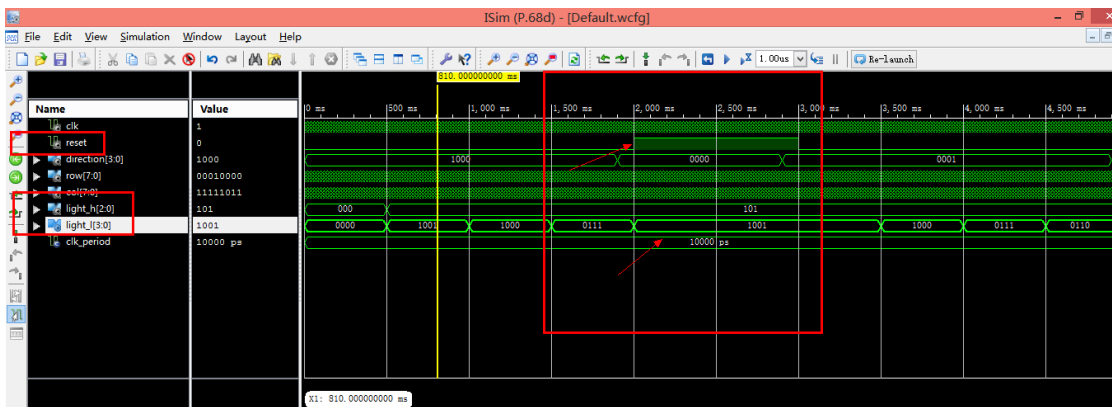 ISim (P.68d) - [Default.wcfg]
File Edit View Simulation Window Layout Help
1.00us Re-launch
810.000000000 ms
Name Value 0 ms 500 ms 1,000 ms 1,500 ms 2,000 ms 2,500 ms 3,000 ms 3,500 ms 4,000 ms 4,500 ms
clk 1
reset 0
direction[3:0] 1000 1000 0000 0001
row[7:0] 00010000
col[7:0] 11111011
light_h[2:0] 101 000 101
light_l[3:0] 1001 0000 1001 1000 0111 1001 1000 0111 0110
clk_period 10000 ps 10000 ps
X1: 810.000000000 ms